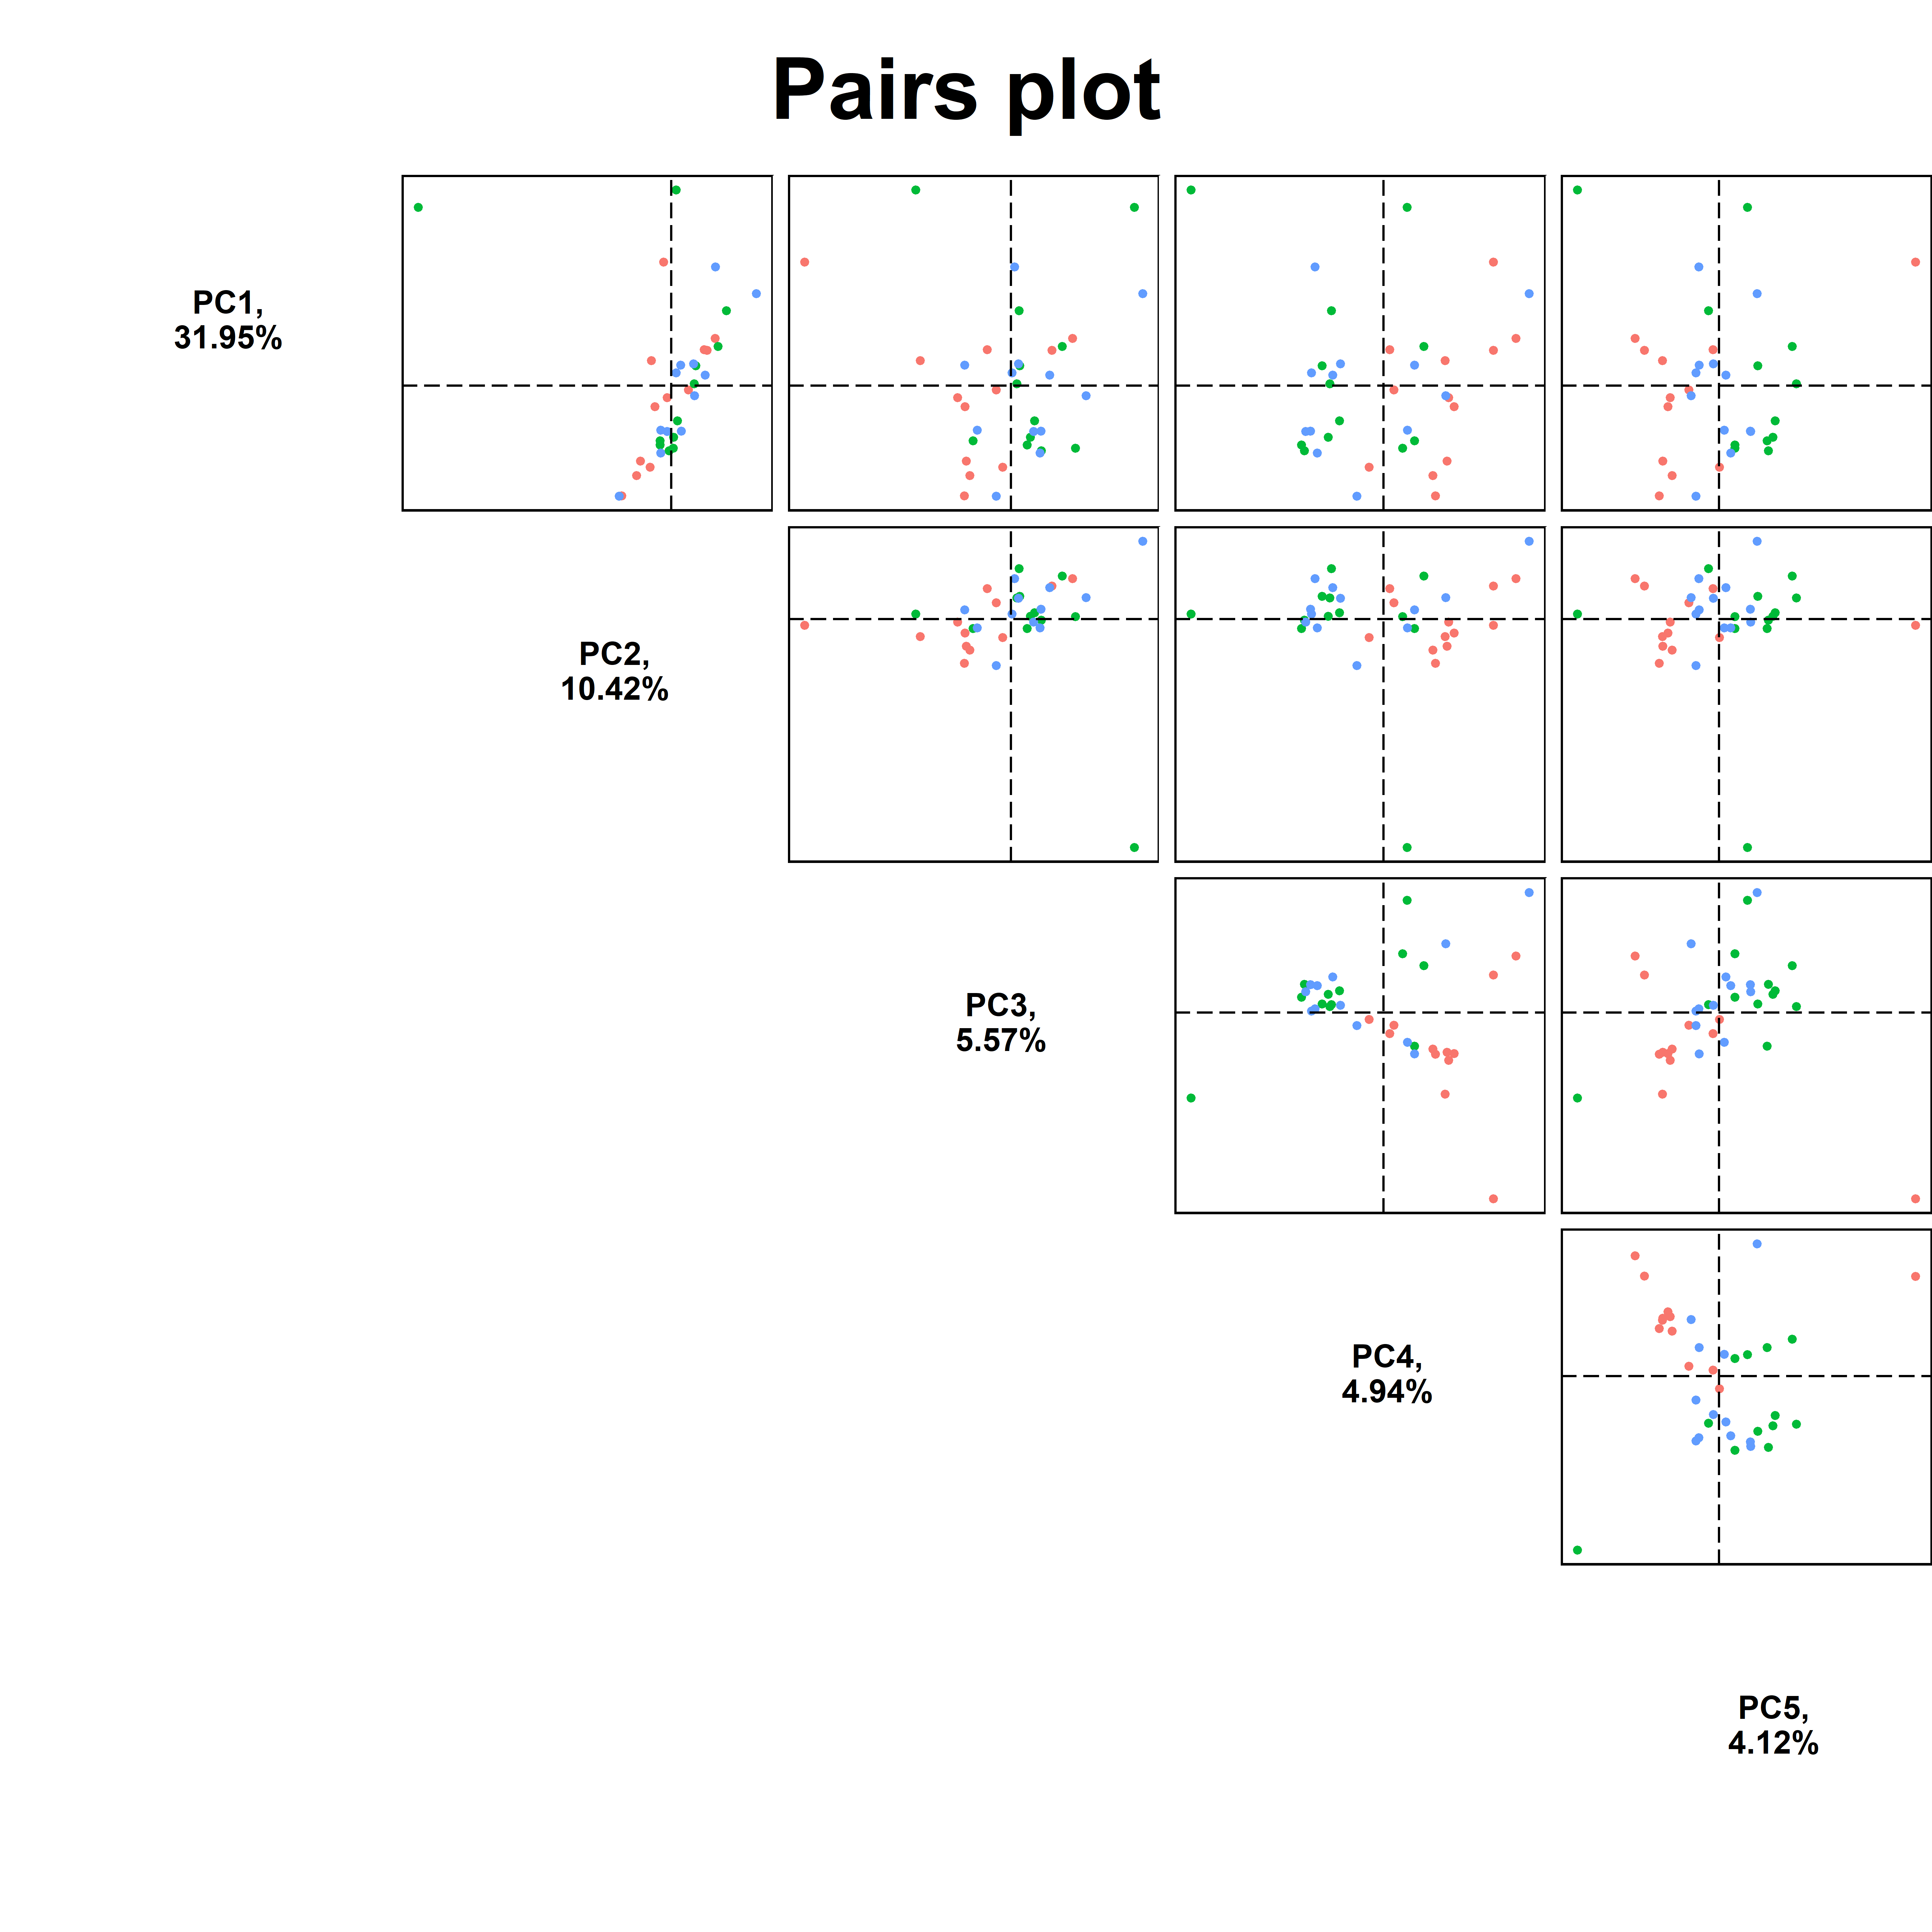 Pairs plot
PC1,
31.95%
PC2,
10.42%
PC3,
5.57%
PC4,
4.94%
PC5,
4.12%